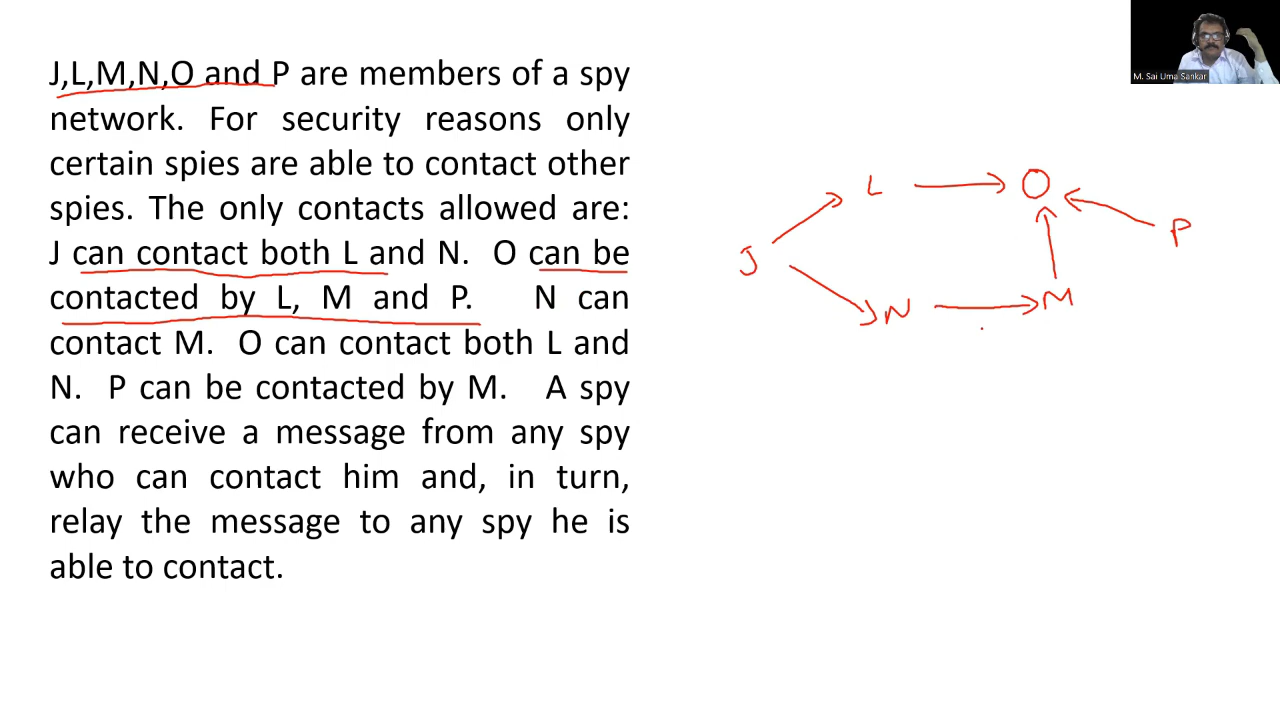 M. Sai Uma Sankar
J,L,M,N,O and P are members of a spy
network. For security reasons only
certain spies are able to contact other
spies. The only contacts allowed are:
J can contact both L and N. O can be
contacted by L, M and P. N can
contact M. O can contact both L and
N. P can be contacted by M. A spy
can receive a message from any spy
who can contact him and, in turn,
relay the message to any spy he is
able to contact.
L O
P
J
N M